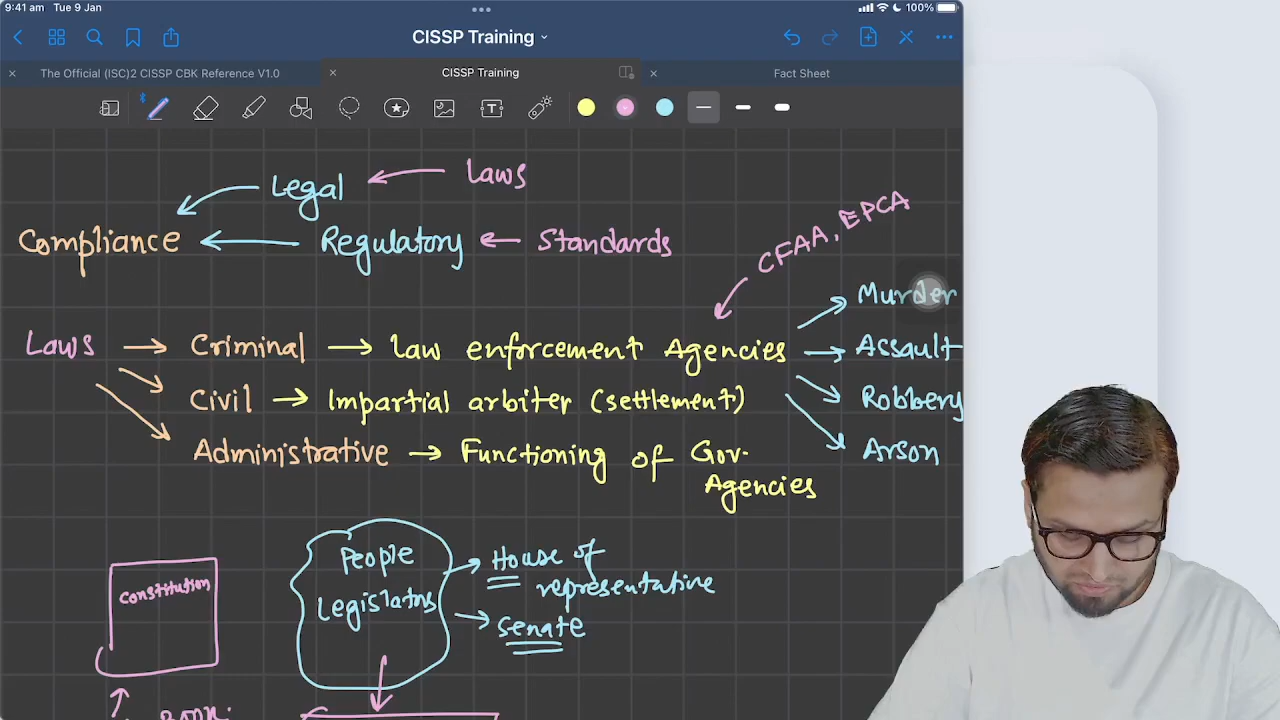 9:41 am Tue 9 Jan 100%
CISSP Training
The Official (ISC)2 CISSP CBK Reference V1.0 CISSP Training Fact Sheet
Legal Laws
Compliance Regulatory Standards
CFAA, EPCA
Murder
Laws Criminal Law enforcement Agencies Assault
Civil Impartial arbiter (settlement) Robbery
Administrative Functioning of Gov. Arson
Agencies
People House of
Constitution representative
Legislators
Senate